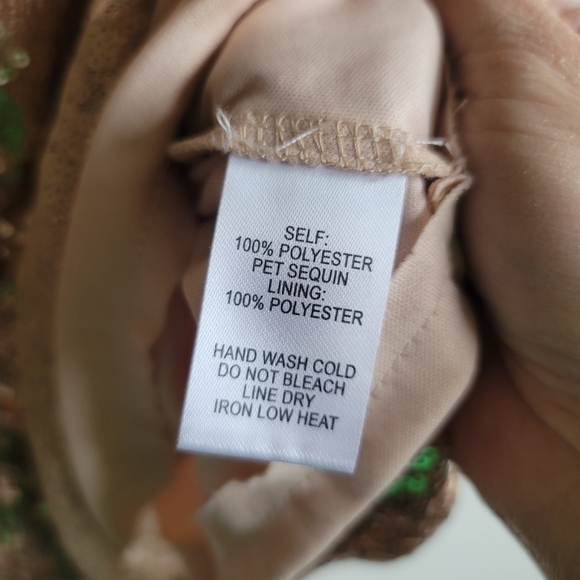 SELF:
100% POLYESTER
PET SEQUIN
LINING:
100% POLYESTER
HAND WASH COLD
DO NOT BLEACH
LINE DRY
IRON LOW HEAT